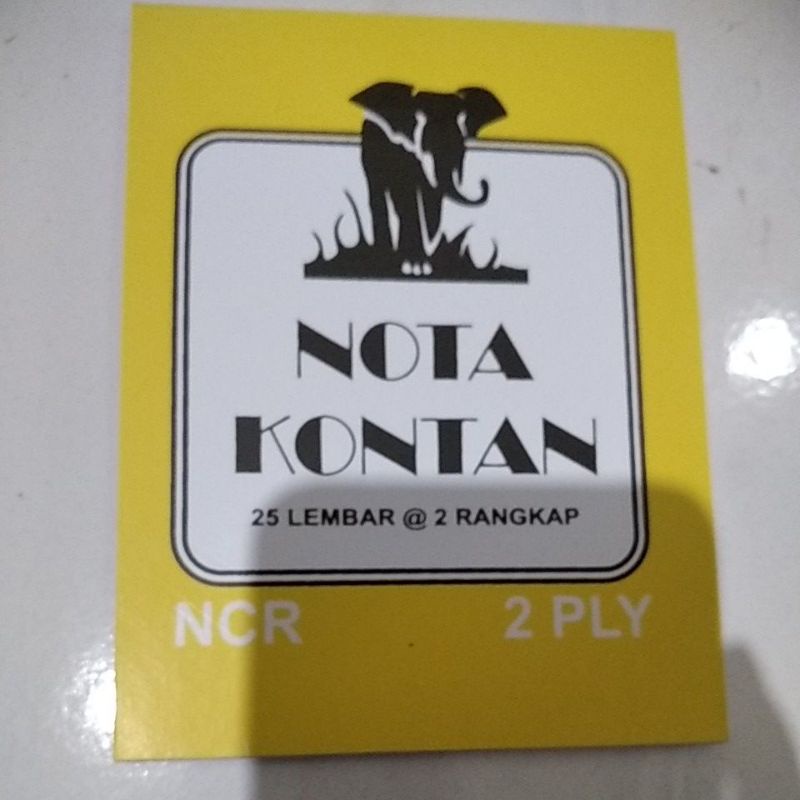 NOTA
KONTAN
25 LEMBAR @ 2 RANGKAP
NCR 2 PLY